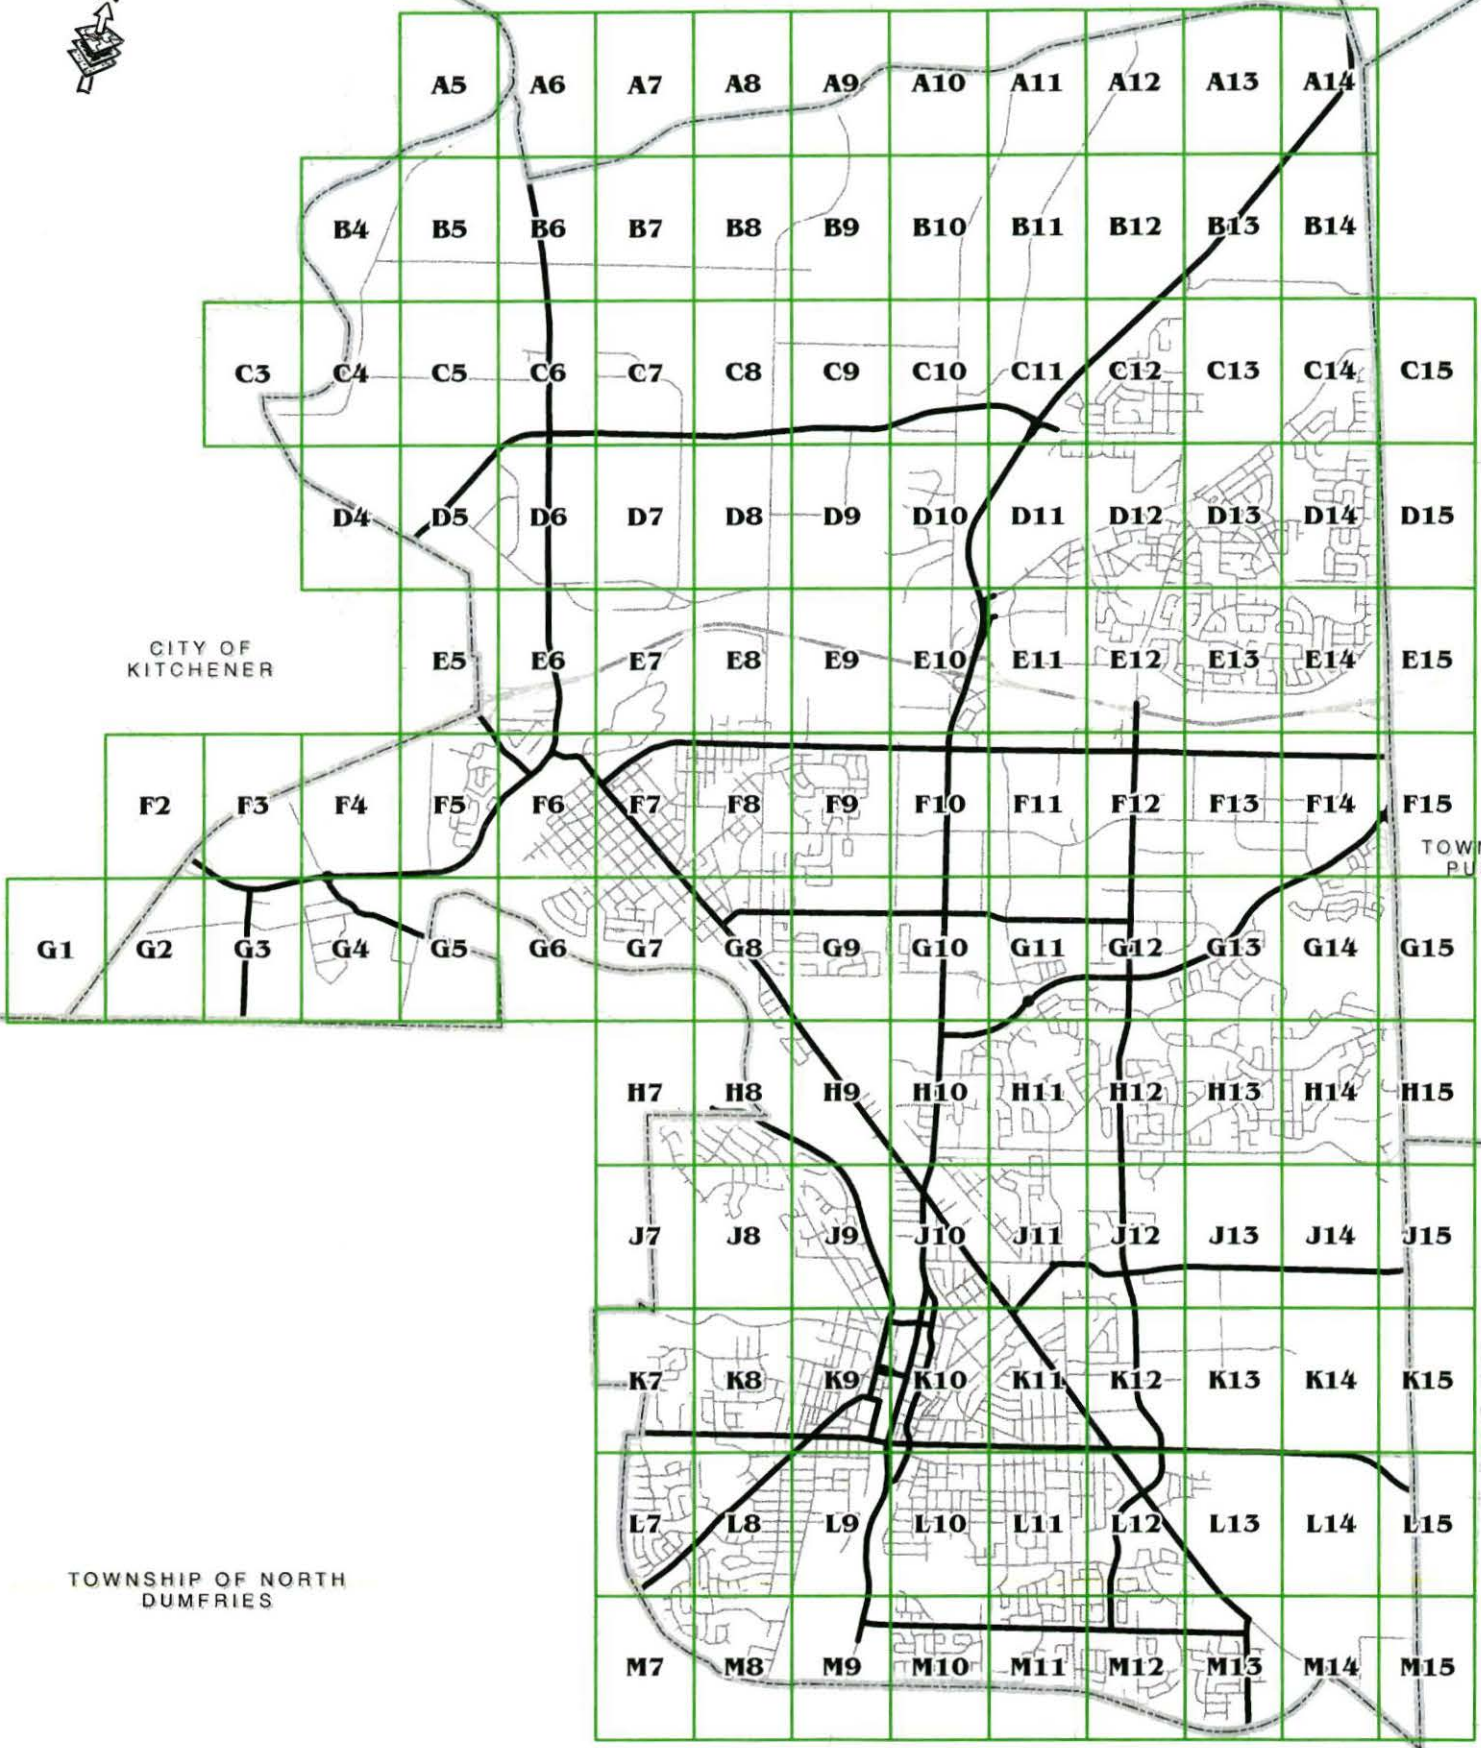 A5 A6 A7 A8 A9 A10 A11 A12 A13 A14
B4 B5 B6 B7 B8 B9 B10 B11 B12 B13 B14
C3 C4 C5 C6 C7 C8 C9 C10 C11 C12 C13 C14 C15
D4 D5 D6 D7 D8 D9 D10 D11 D12 D13 D14 D15
CITY OF
KITCHENER
E5 E6 E7 E8 E9 E10 E11 E12 E13 E14 E15
F2 F3 F4 F5 F6 F7 F8 F9 F10 F11 F12 F13 F14 F15
TOWN
PU
G1 G2 G3 G4 G5 G6 G7 G8 G9 G10 G11 G12 G13 G14 G15
H7 H8 H9 H10 H11 H12 H13 H14 H15
J7 J8 J9 J10 J11 J12 J13 J14 J15
K7 K8 K9 K10 K11 K12 K13 K14 K15
L7 L8 L9 L10 L11 L12 L13 L14 L15
TOWNSHIP OF NORTH
DUMFRIES
M7 M8 M9 M10 M11 M12 M13 M14 M15